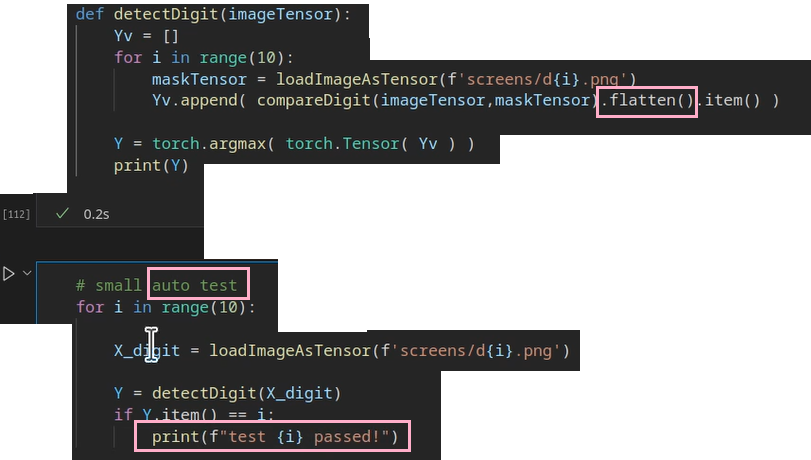 def detectDigit(imageTensor):
Yv = []
for i in range(10):
maskTensor = loadImageAsTensor(f'screens/d{i}.png')
Yv.append( compareDigit(imageTensor,maskTensor).flatten().item() )
Y = torch.argmax( torch.Tensor( Yv ) )
print(Y)
[112] 0.2s
# small auto test
for i in range(10):
X_digit = loadImageAsTensor(f'screens/d{i}.png')
Y = detectDigit(X_digit)
if Y.item() == i:
print(f"test {i} passed!")